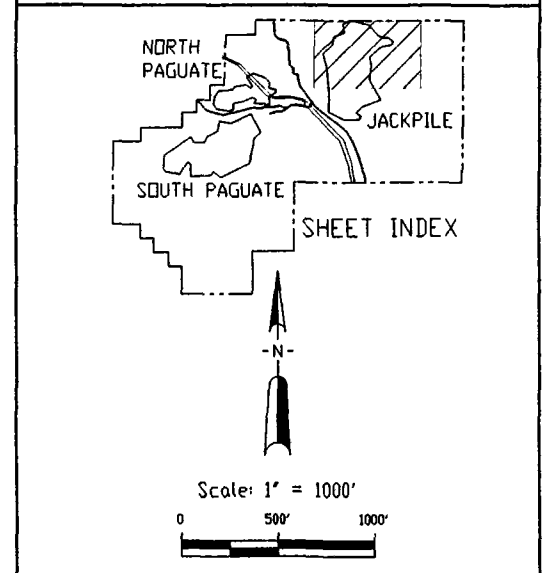 NORTH
PAGUATE
JACKPILE
SOUTH PAGUATE
SHEET INDEX
-N-
Scale: 1" = 1000'
0 500' 1000'